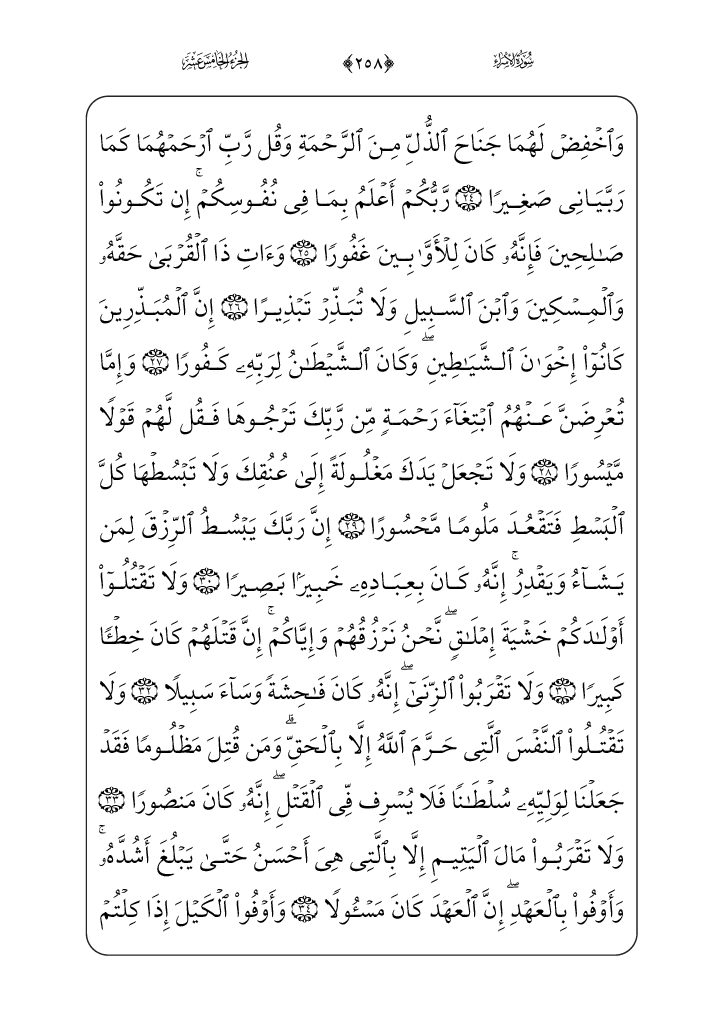 سُورَةُ الإِسْرَاء ﴿٢٥٨﴾ الجُزْءُ الخَامِسَ عَشَرَ
وَٱخۡفِضۡ لَهُمَا جَنَاحَ ٱلذُّلِّ مِنَ ٱلرَّحۡمَةِ وَقُل رَّبِّ ٱرۡحَمۡهُمَا كَمَا
رَبَّيَانِى صَغِيرًا ٢٤ رَّبُّكُمۡ أَعۡلَمُ بِمَا فِى نُفُوسِكُمۡۚ إِن تَكُونُواْ
صَٰلِحِينَ فَإِنَّهُۥ كَانَ لِلۡأَوَّٰبِينَ غَفُورًا ٢٥ وَءَاتِ ذَا ٱلۡقُرۡبَىٰ حَقَّهُۥ
وَٱلۡمِسۡكِينَ وَٱبۡنَ ٱلسَّبِيلِ وَلَا تُبَذِّرۡ تَبۡذِيرًا ٢٦ إِنَّ ٱلۡمُبَذِّرِينَ
كَانُوٓاْ إِخۡوَٰنَ ٱلشَّيَٰطِينِۖ وَكَانَ ٱلشَّيۡطَٰنُ لِرَبِّهِۦ كَفُورًا ٢٧ وَإِمَّا
تُعۡرِضَنَّ عَنۡهُمُ ٱبۡتِغَآءَ رَحۡمَةٍ مِّن رَّبِّكَ تَرۡجُوهَا فَقُل لَّهُمۡ قَوۡلًا
مَّيۡسُورًا ٢٨ وَلَا تَجۡعَلۡ يَدَكَ مَغۡلُولَةً إِلَىٰ عُنُقِكَ وَلَا تَبۡسُطۡهَا كُلَّ
ٱلۡبَسۡطِ فَتَقۡعُدَ مَلُومًا مَّحۡسُورًا ٢٩ إِنَّ رَبَّكَ يَبۡسُطُ ٱلرِّزۡقَ لِمَن
يَشَآءُ وَيَقۡدِرُۚ إِنَّهُۥ كَانَ بِعِبَادِهِۦ خَبِيرَۢا بَصِيرًا ٣٠ وَلَا تَقۡتُلُوٓاْ
أَوۡلَٰدَكُمۡ خَشۡيَةَ إِمۡلَٰقٍۖ نَّحۡنُ نَرۡزُقُهُمۡ وَإِيَّاكُمۡۚ إِنَّ قَتۡلَهُمۡ كَانَ خِطۡـًٔا
كَبِيرًا ٣١ وَلَا تَقۡرَبُواْ ٱلزِّنَىٰٓۖ إِنَّهُۥ كَانَ فَٰحِشَةً وَسَآءَ سَبِيلًا ٣٢ وَلَا
تَقۡتُلُواْ ٱلنَّفۡسَ ٱلَّتِى حَرَّمَ ٱللَّهُ إِلَّا بِٱلۡحَقِّۗ وَمَن قُتِلَ مَظۡلُومًا فَقَدۡ
جَعَلۡنَا لِوَلِيِّهِۦ سُلۡطَٰنًا فَلَا يُسۡرِف فِّى ٱلۡقَتۡلِۖ إِنَّهُۥ كَانَ مَنصُورًا ٣٣
وَلَا تَقۡرَبُواْ مَالَ ٱلۡيَتِيمِ إِلَّا بِٱلَّتِى هِىَ أَحۡسَنُ حَتَّىٰ يَبۡلُغَ أَشُدَّهُۥۚ
وَأَوۡفُواْ بِٱلۡعَهۡدِۖ إِنَّ ٱلۡعَهۡدَ كَانَ مَسۡـُٔولًا ٣٤ وَأَوۡفُواْ ٱلۡكَيۡلَ إِذَا كِلۡتُمۡ